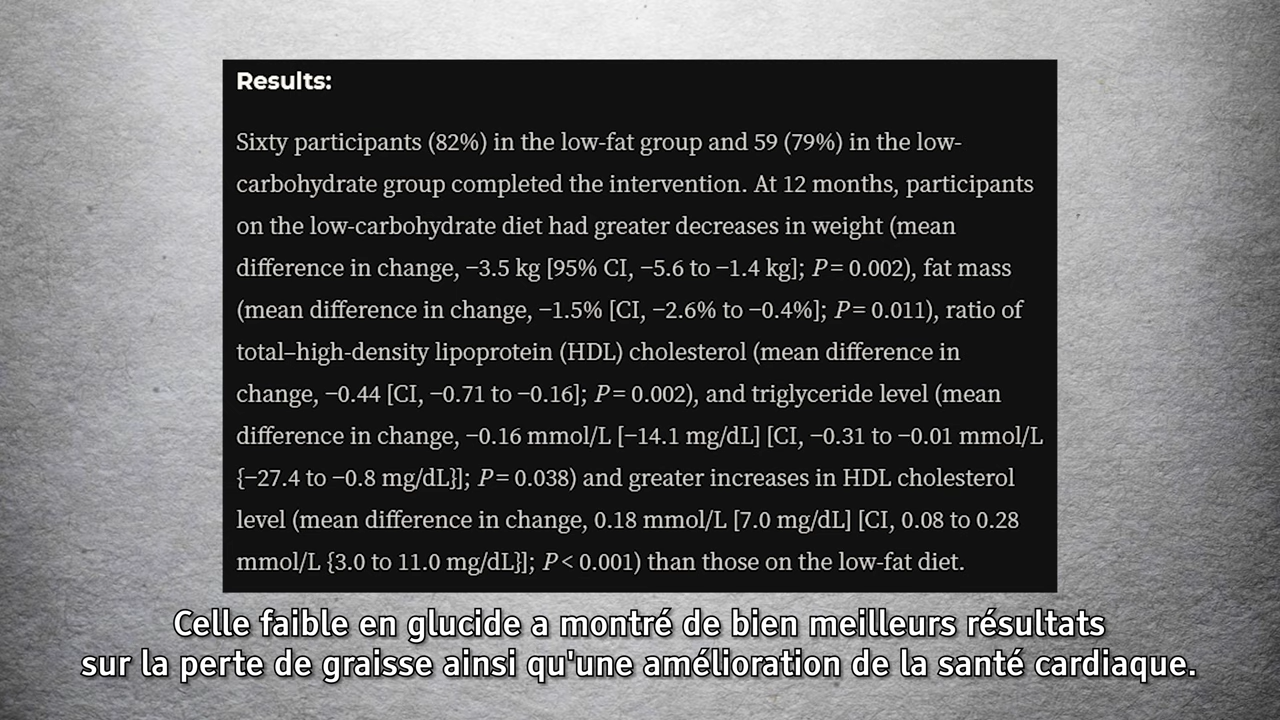 Results:
Sixty participants (82%) in the low-fat group and 59 (79%) in the low-
carbohydrate group completed the intervention. At 12 months, participants
on the low-carbohydrate diet had greater decreases in weight (mean
difference in change, −3.5 kg [95% CI, −5.6 to −1.4 kg]; P = 0.002), fat mass
(mean difference in change, −1.5% [CI, −2.6% to −0.4%]; P = 0.011), ratio of
total–high-density lipoprotein (HDL) cholesterol (mean difference in
change, −0.44 [CI, −0.71 to −0.16]; P = 0.002), and triglyceride level (mean
difference in change, −0.16 mmol/L [−14.1 mg/dL] [CI, −0.31 to −0.01 mmol/L
{−27.4 to −0.8 mg/dL}]; P = 0.038) and greater increases in HDL cholesterol
level (mean difference in change, 0.18 mmol/L [7.0 mg/dL] [CI, 0.08 to 0.28
mmol/L {3.0 to 11.0 mg/dL}]; P < 0.001) than those on the low-fat diet.
Celle faible en glucide a montré de bien meilleurs résultats
sur la perte de graisse ainsi qu'une amélioration de la santé cardiaque.